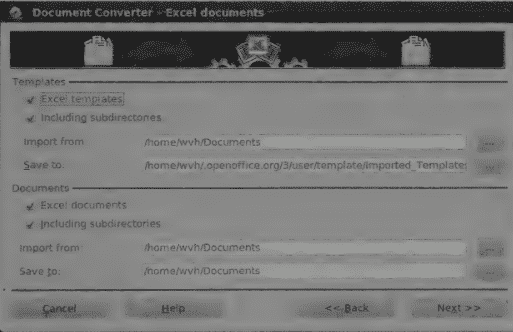 Document Converter - Excel documents
Templates
Excel templates
Including subdirectories
Import from /home/wvh/Documents ...
Save to: /home/wvh/.openoffice.org/3/user/template/Imported_Template: ...
Documents
Excel documents
Including subdirectories
Import from: /home/wvh/Documents ...
Save to: /home/wvh/Documents ...
Cancel Help << Back Next >>